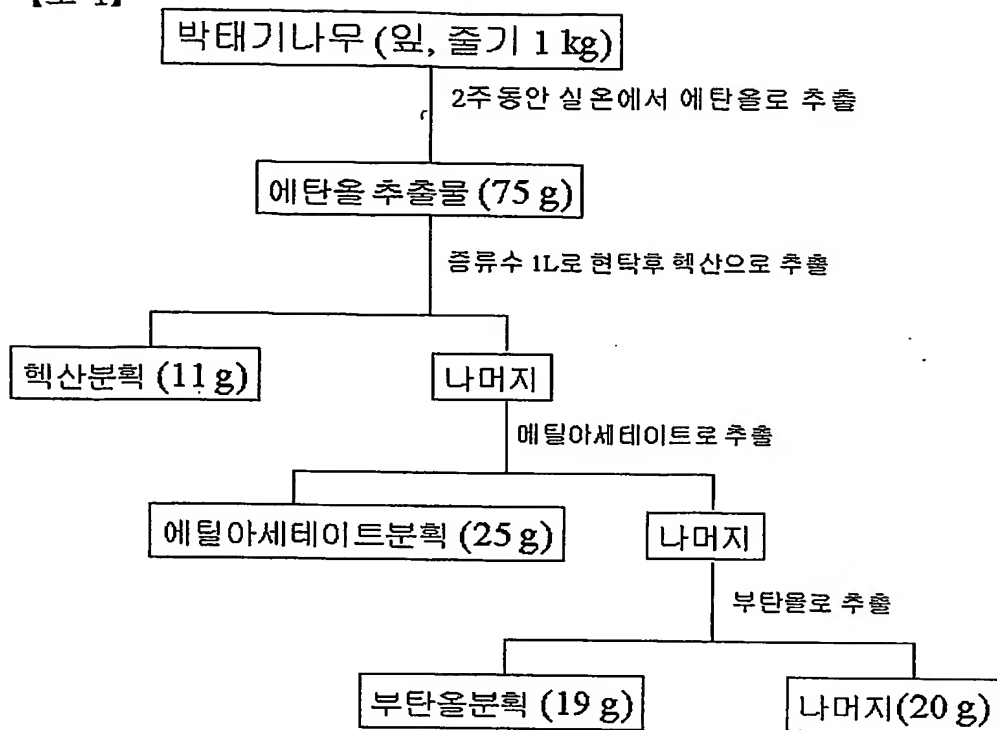 박태기나무 (잎, 줄기 1 kg)
2주동안 실온에서 에탄올로 추출
에탄올 추출물 (75 g)
증류수 1L로 현탁후 헥산으로 추출
헥산분획 (11 g)
나머지
에틸아세테이트로 추출
에틸아세테이트분획 (25 g)
나머지
부탄올로 추출
부탄올분획 (19 g)
나머지(20 g)